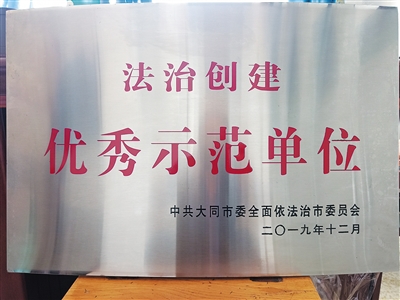 法治创建
优秀示范单位
中共大同市委全面依法治市委员会
二〇一九年十二月